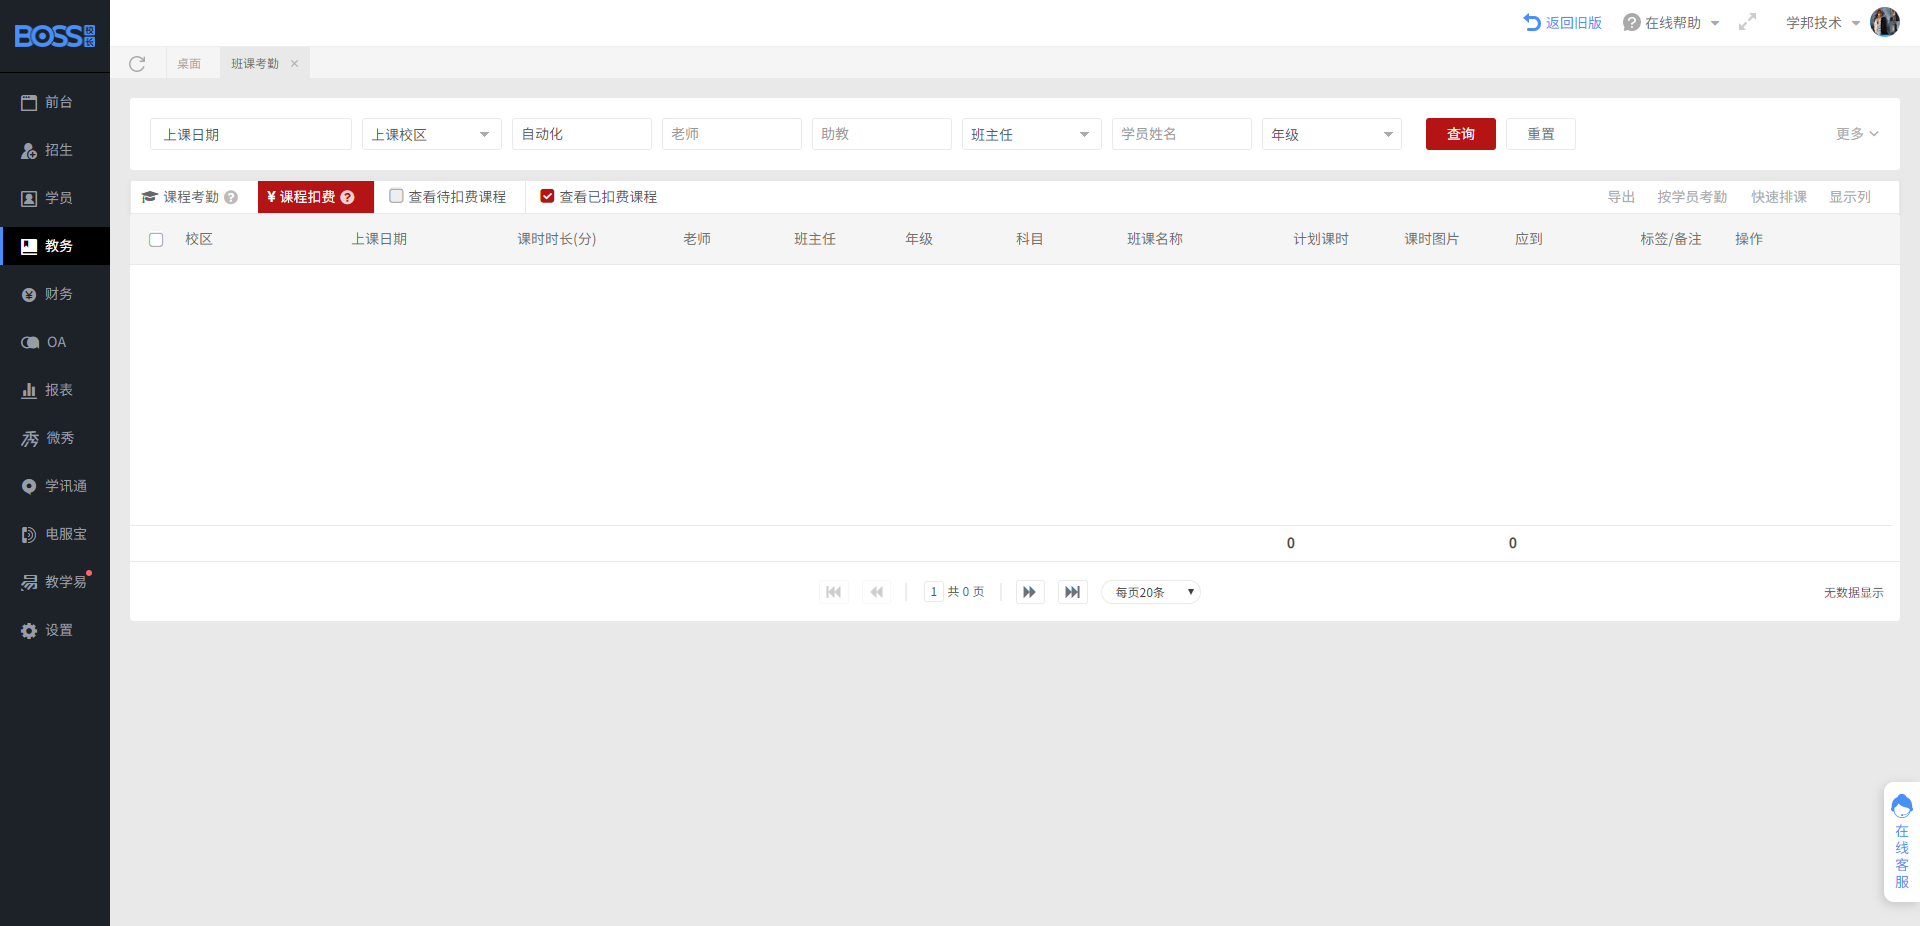 BOSS校长
返回旧版
在线帮助
学邦技术
桌面
班课考勤
前台
招生
学员
教务
财务
OA
报表
微秀
学讯通
电服宝
教学易
设置
上课日期
上课校区
自动化
老师
助教
班主任
学员姓名
年级
查询
重置
更多
课程考勤 ?
¥ 课程扣费 ?
查看待扣费课程
查看已扣费课程
导出
按学员考勤
快速排课
显示列
校区
上课日期
课时时长(分)
老师
班主任
年级
科目
班课名称
计划课时
课时图片
应到
标签/备注
操作
0
0
1 共 0 页
每页20条
无数据显示
在线客服